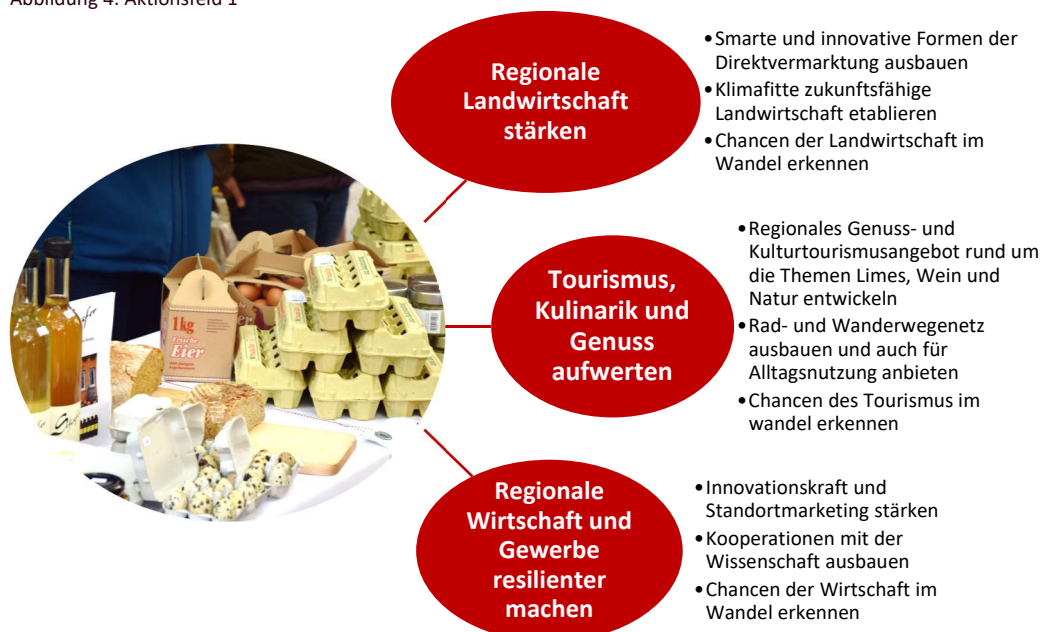 Abbildung 4: Aktionsfeld 1
Regionale
Landwirtschaft
stärken
•Smarte und innovative Formen der
Direktvermarktung ausbauen
•Klimafitte zukunftsfähige
Landwirtschaft etablieren
•Chancen der Landwirtschaft im
Wandel erkennen
1kg
Frische
Eier
Tourismus,
Kulinarik und
Genuss
aufwerten
•Regionales Genuss- und
Kulturtourismusangebot rund um
die Themen Limes, Wein und
Natur entwickeln
•Rad- und Wanderwegenetz
ausbauen und auch für
Alltagsnutzung anbieten
•Chancen des Tourismus im
wandel erkennen
Regionale
Wirtschaft und
Gewerbe
resilienter
machen
•Innovationskraft und
Standortmarketing stärken
•Kooperationen mit der
Wissenschaft ausbauen
•Chancen der Wirtschaft im
Wandel erkennen